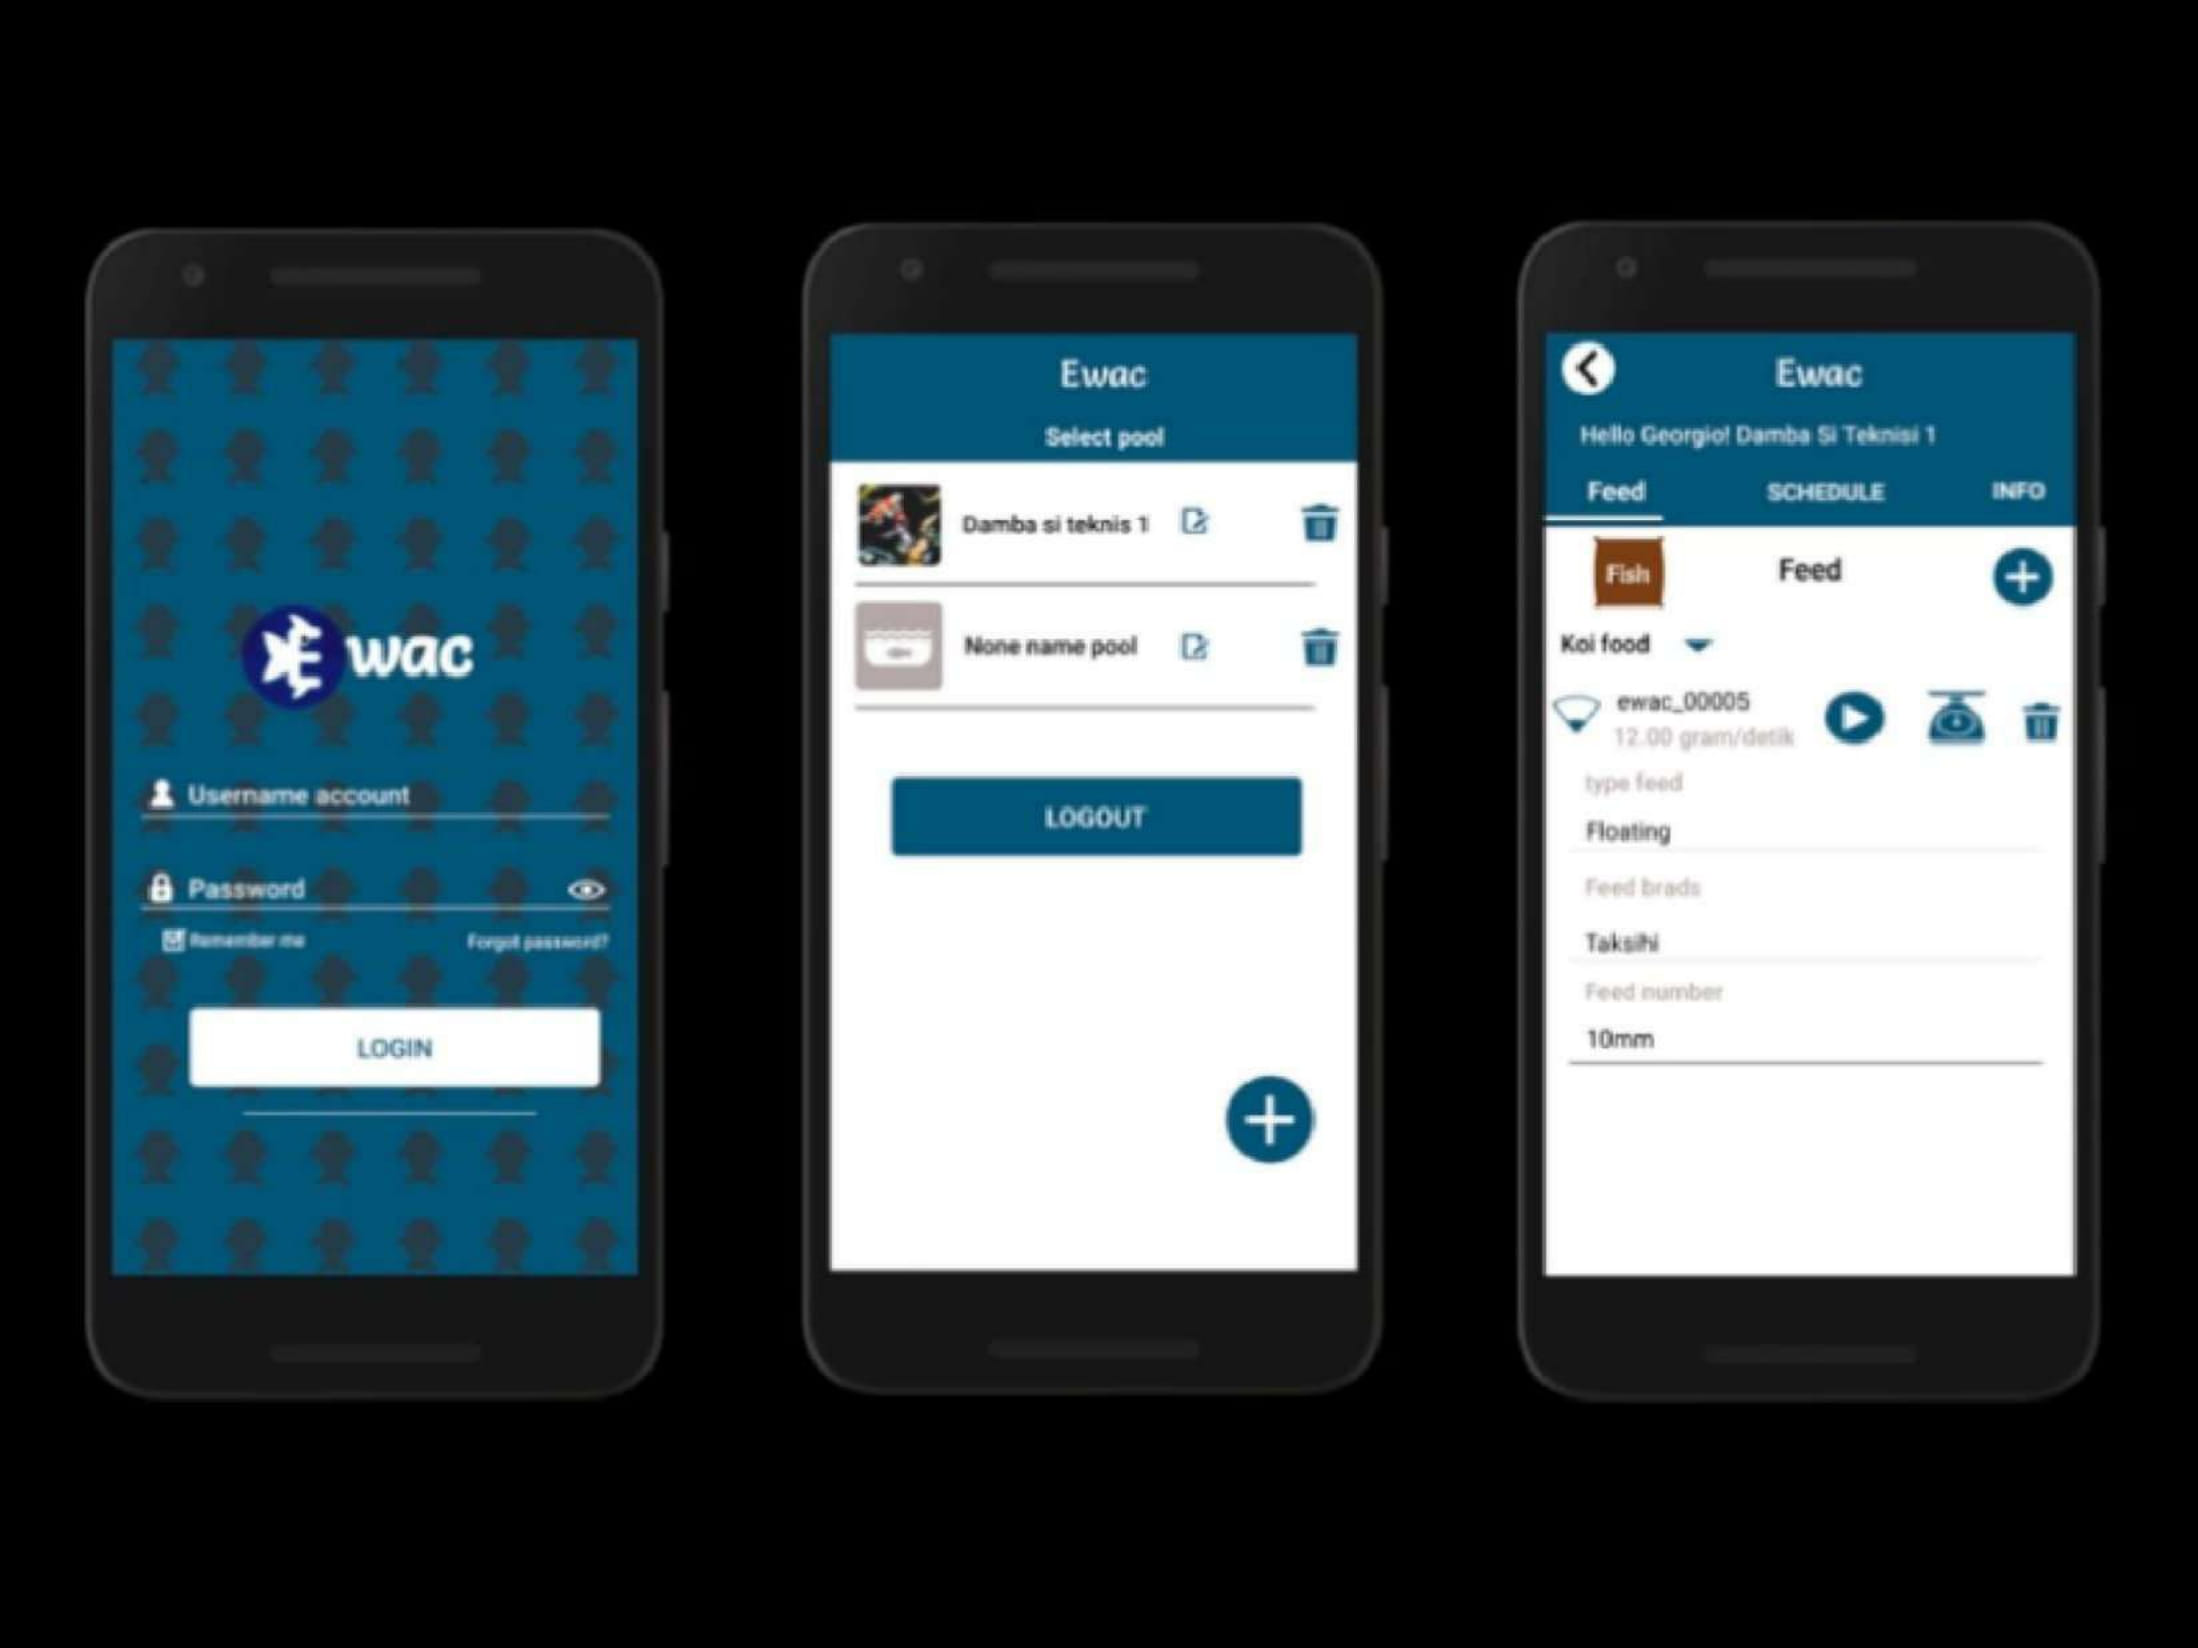 Ewac
Username account
Password
Remember me
Forgot password?
LOGIN
Ewac
Select pool
Damba si teknis 1
None name pool
LOGOUT
Ewac
Hello Georgio! Damba Si Teknisi 1
Feed SCHEDULE INFO
Fish
Feed
Koi food
ewac_00005
12.00 gram/detik
type feed
Floating
Feed brads
Taksihi
Feed number
10mm